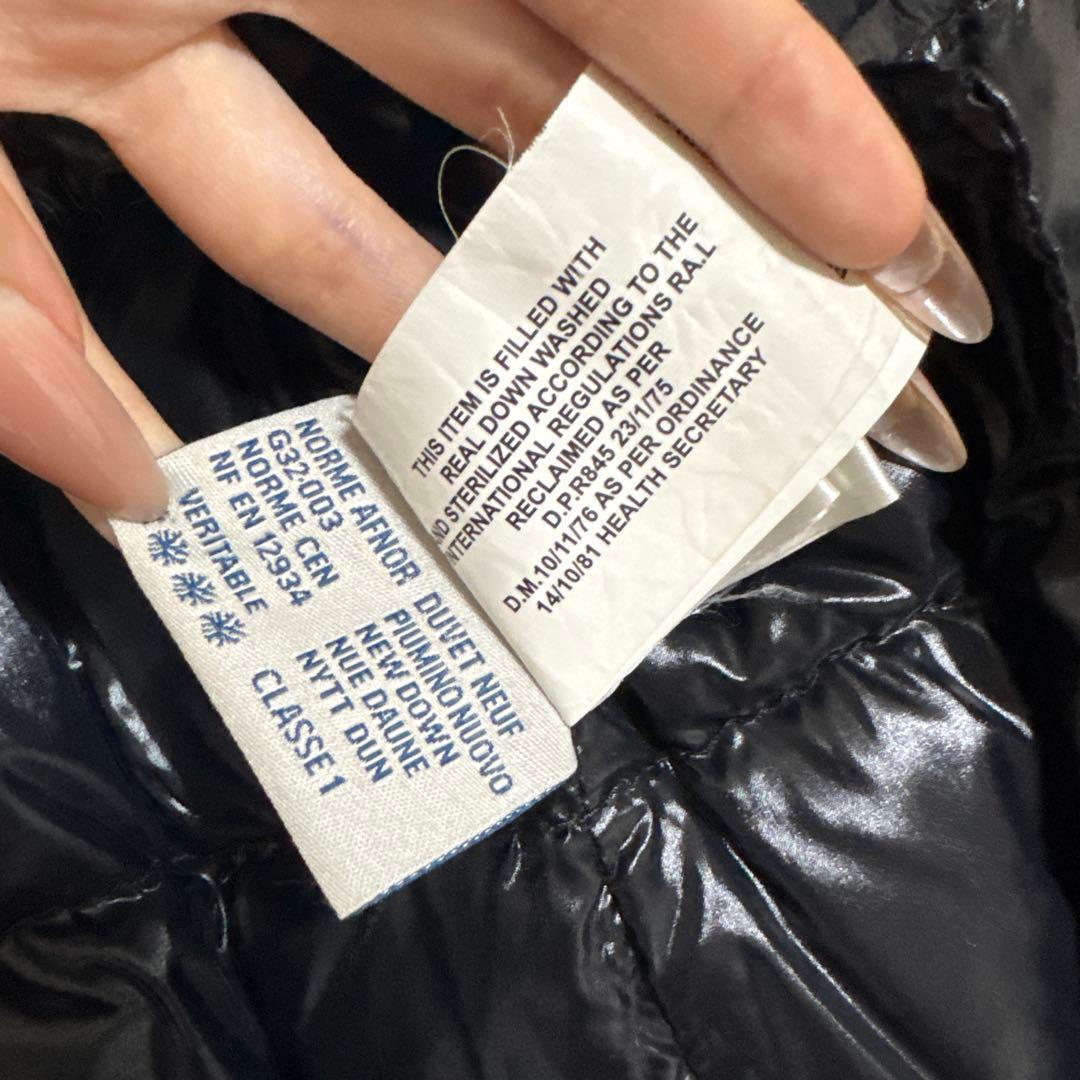 NORME AFNOR
G32-003
NORME CEN
NF EN 12934
VERITABLE
DUVET NEUF
PIUMINO NUOVO
NEW DOWN
NUE DAUNE
NYTT DUN
CLASSE 1
THIS ITEM IS FILLED WITH
REAL DOWN WASHED
ND STERILIZED ACCORDING TO THE
NTERNATIONAL REGULATIONS RA.L
RECLAIMED AS PER
D.P.R845 23/1/75
D.M.10/11/76 AS PER ORDINANCE
14/10/81 HEALTH SECRETARY